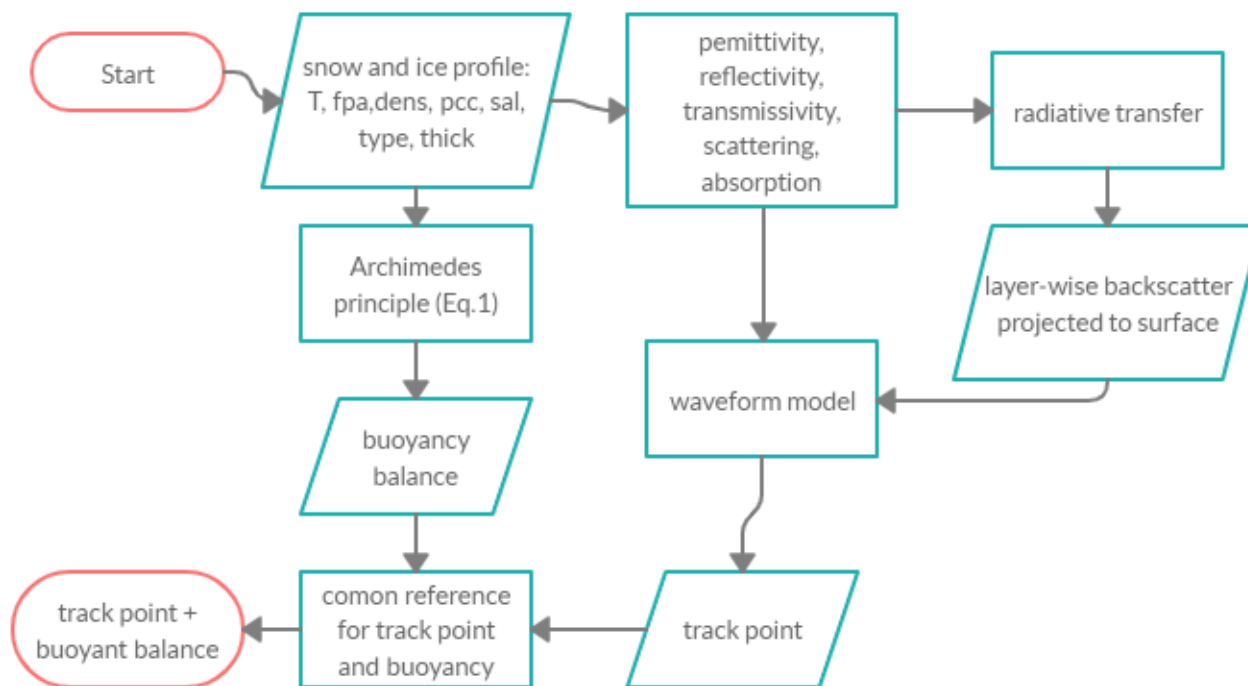 Start
snow and ice profile:
T, fpa,dens, pcc, sal,
type, thick
pemittivity,
reflectivity,
transmissivity,
scattering,
absorption
radiative transfer
Archimedes
principle (Eq.1)
layer-wise backscatter
projected to surface
waveform model
buoyancy
balance
track point +
buoyant balance
comon reference
for track point
and buoyancy
track point